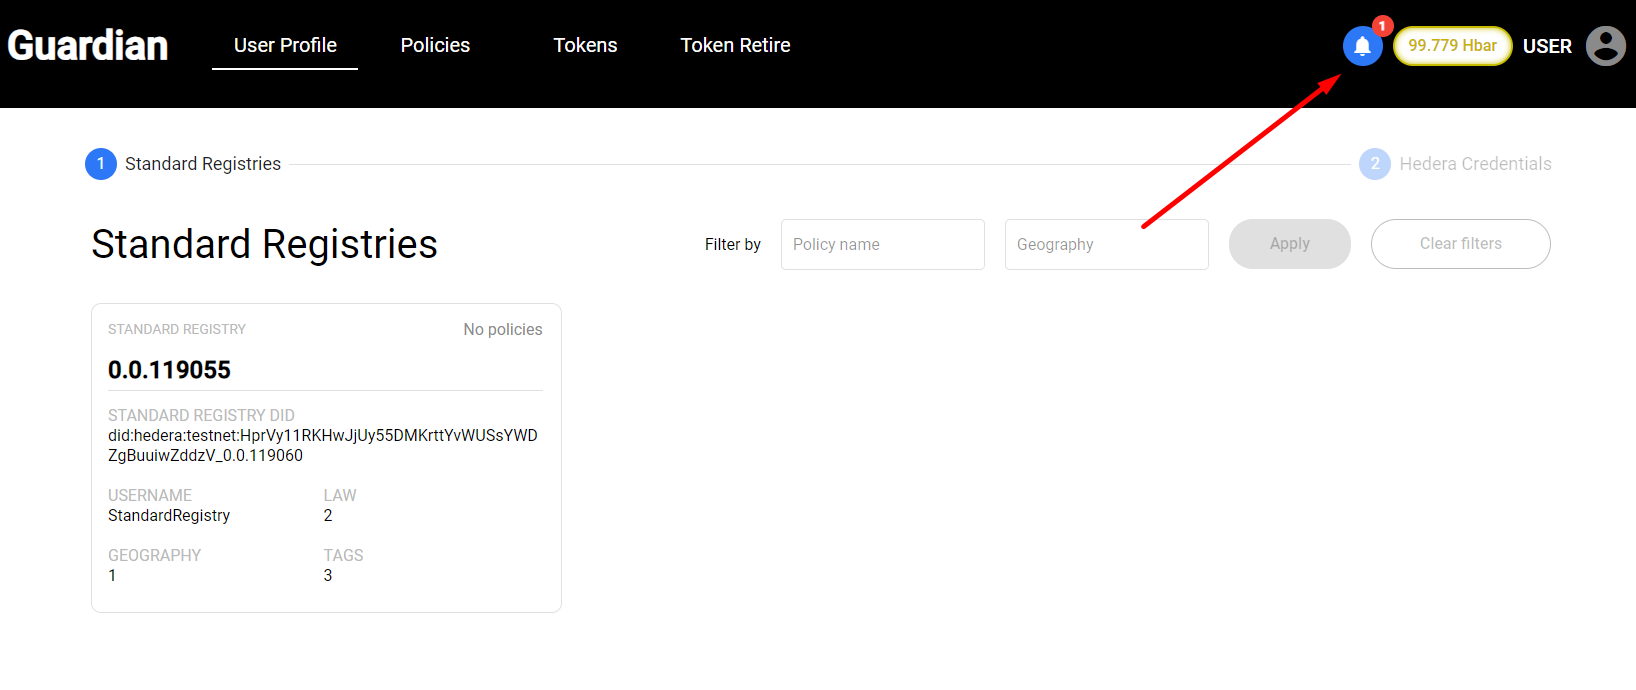 Guardian
User Profile
Policies
Tokens
Token Retire
1
99.779 Hbar
USER
1
Standard Registries
2
Hedera Credentials
Standard Registries
Filter by
Policy name
Geography
Apply
Clear filters
STANDARD REGISTRY
No policies
0.0.119055
STANDARD REGISTRY DID
did:hedera:testnet:HprVy11RKHwJjUy55DMKrttYvWUSsYWD
ZgBuuiwZddzV_0.0.119060
USERNAME
LAW
StandardRegistry
2
GEOGRAPHY
TAGS
1
3